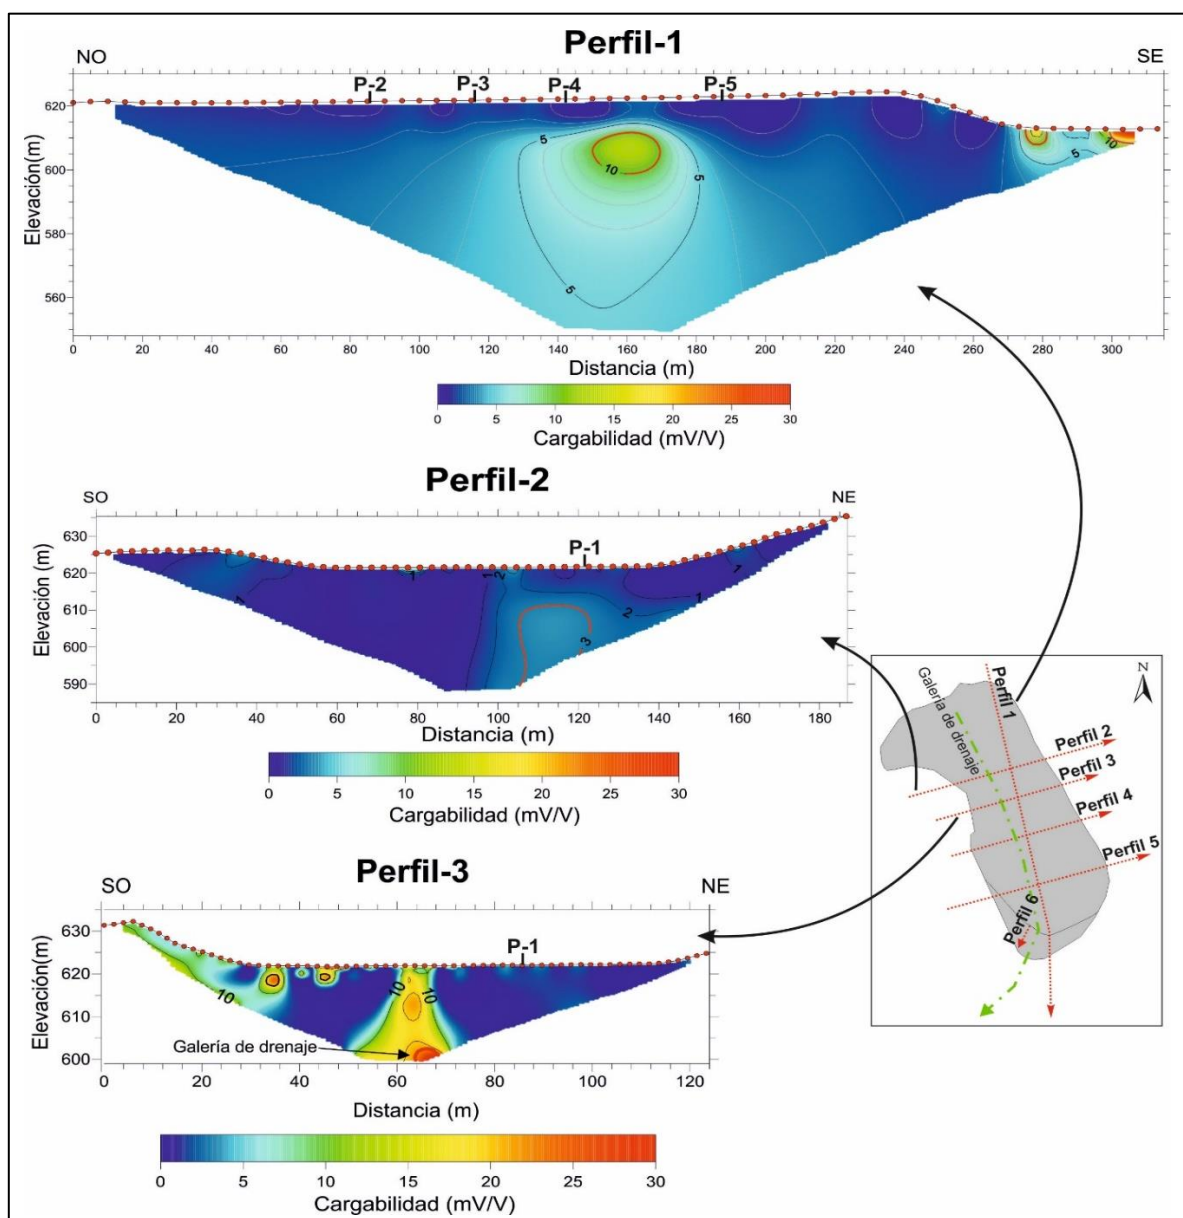 Perfil-1
NO
SE
P-2
P-3
P-4
P-5
620
600
580
560
Elevación(m)
5
10
5
5
5
10
0 20 40 60 80 100 120 140 160 180 200 220 240 260 280 300
Distancia (m)
0 5 10 15 20 25 30
Cargabilidad (mV/V)
Perfil-2
SO
NE
P-1
630
620
610
600
590
Elevación (m)
1
1
1
2
2
1
1
3
0 20 40 60 80 100 120 140 160 180
Distancia (m)
0 5 10 15 20 25 30
Cargabilidad (mV/V)
N
Galería de drenaje
Perfil 1
Perfil 2
Perfil 3
Perfil 4
Perfil 5
Perfil 6
Perfil-3
SO
NE
P-1
630
620
610
600
Elevación(m)
10
10
10
Galería de drenaje
0 20 40 60 80 100 120
Distancia (m)
0 5 10 15 20 25 30
Cargabilidad (mV/V)